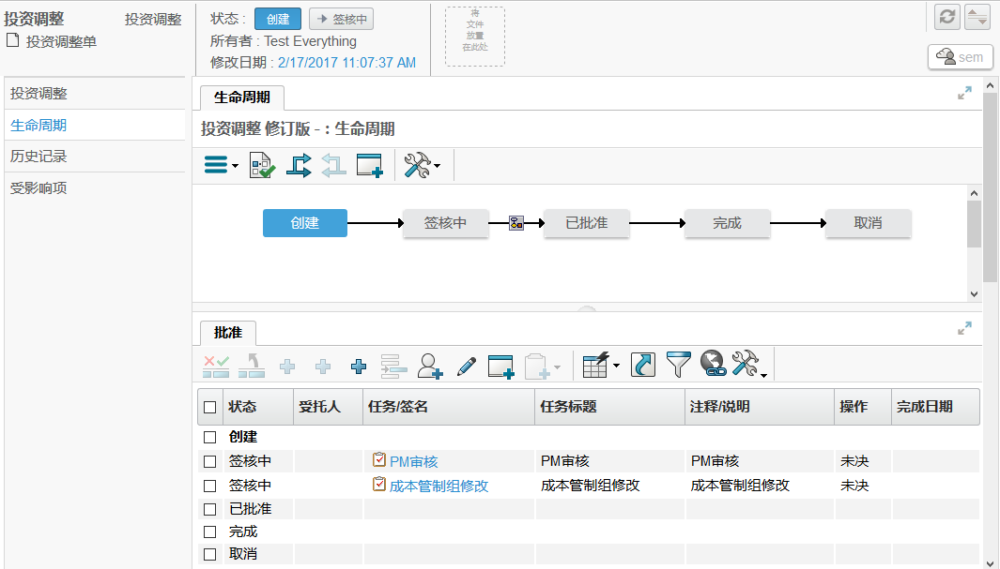 投资调整
投资调整
投资调整单
状态 : 创建 签核中
所有者 : Test Everything
修改日期 : 2/17/2017 11:07:37 AM
将
文件
放置
在此处
sem
投资调整
生命周期
历史记录
受影响项
生命周期
投资调整 修订版 - : 生命周期
创建 签核中 已批准 完成 取消
批准
状态 受托人 任务/签名 任务标题 注释/说明 操作 完成日期
创建
签核中 PM审核 PM审核 PM审核 未决
签核中 成本管制组修改 成本管制组修改 成本管制组修改 未决
已批准
完成
取消